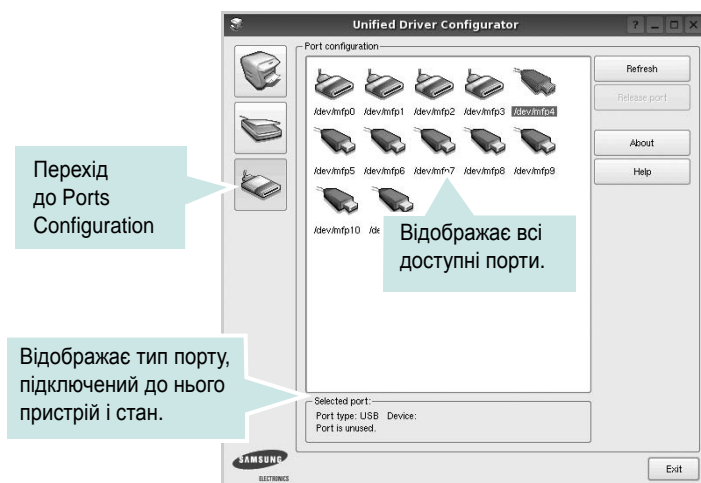 Unified Driver Configurator
Port configuration
/dev/mfp0 /dev/mfp1 /dev/mfp2 /dev/mfp3 /dev/mfp4
/dev/mfp5 /dev/mfp6 /dev/mfp7 /dev/mfp8 /dev/mfp9
/dev/mfp10
Refresh
Release port
About
Help
Перехід
до Ports
Configuration
Відображає всі
доступні порти.
Відображає тип порту,
підключений до нього
пристрій і стан.
Selected port:
Port type: USB Device:
Port is unused.
SAMSUNG
ELECTRONICS
Exit